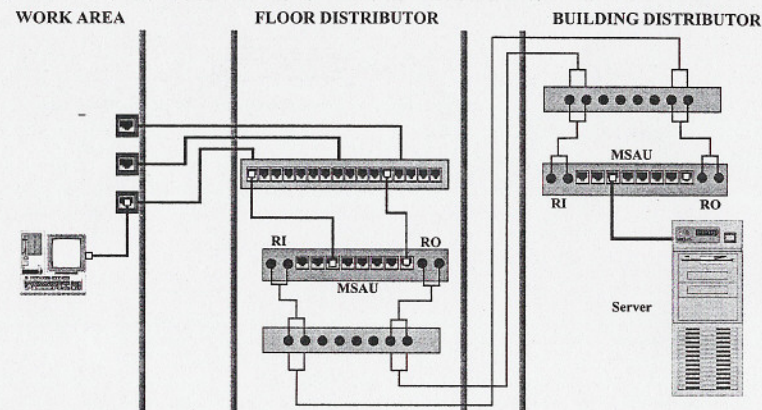 WORK AREA
FLOOR DISTRIBUTOR
BUILDING DISTRIBUTOR
MSAU
RI
RO
RI
RO
MSAU
Server